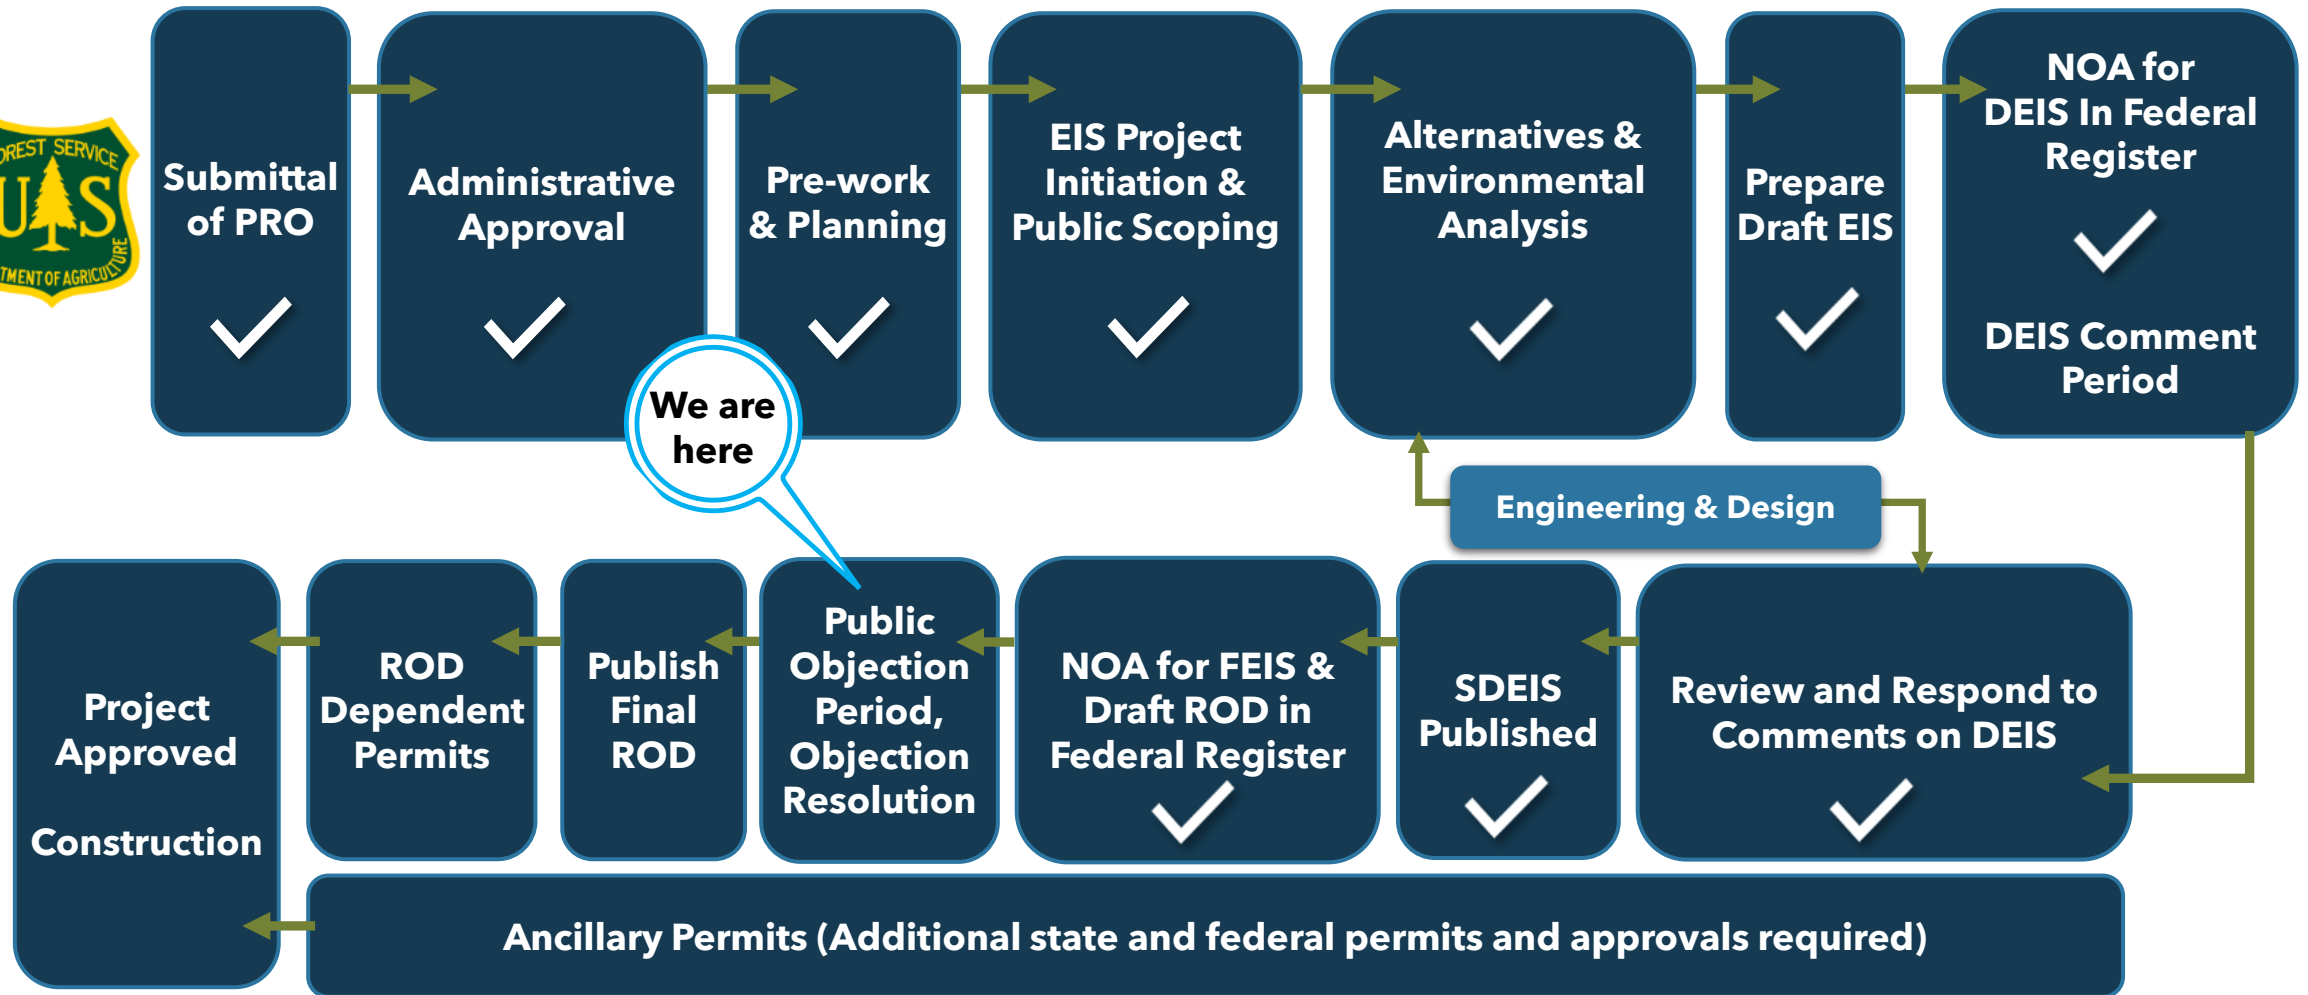 FOREST SERVICE
US
Submittal
of PRO
Administrative
Approval
Pre-work
& Planning
EIS Project
Initiation &
Public Scoping
Alternatives &
Environmental
Analysis
Prepare
Draft EIS
NOA for
DEIS In Federal
Register
DEIS Comment
Period
We are
here
Engineering & Design
Project
Approved
Construction
ROD
Dependent
Permits
Publish
Final
ROD
Public
Objection
Period,
Objection
Resolution
NOA for FEIS &
Draft ROD in
Federal Register
SDEIS
Published
Review and Respond to
Comments on DEIS
Ancillary Permits (Additional state and federal permits and approvals required)